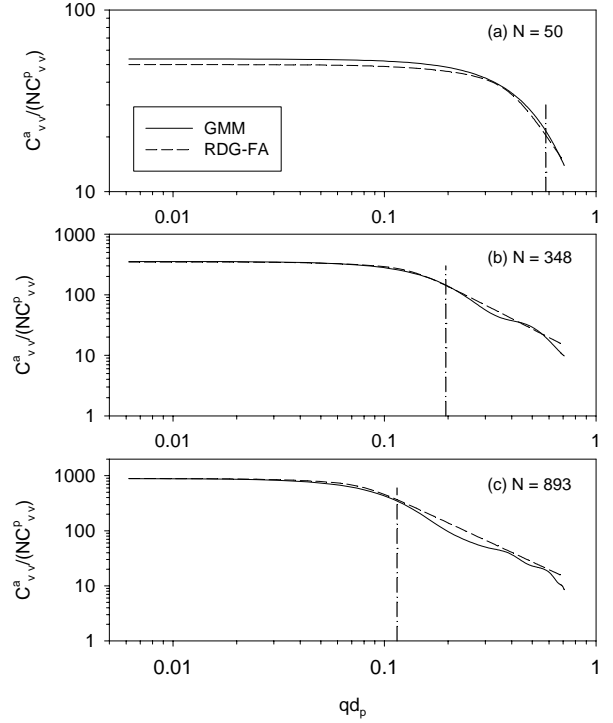 100
(a) N = 50
C^a_vv/(NC^p_vv)
GMM
RDG-FA
10
0.01 0.1 1
1000
(b) N = 348
100
C^a_vv/(NC^p_vv)
10
1
0.01 0.1 1
1000
(c) N = 893
100
C^a_vv/(NC^p_vv)
10
1
0.01 0.1 1
qd_p